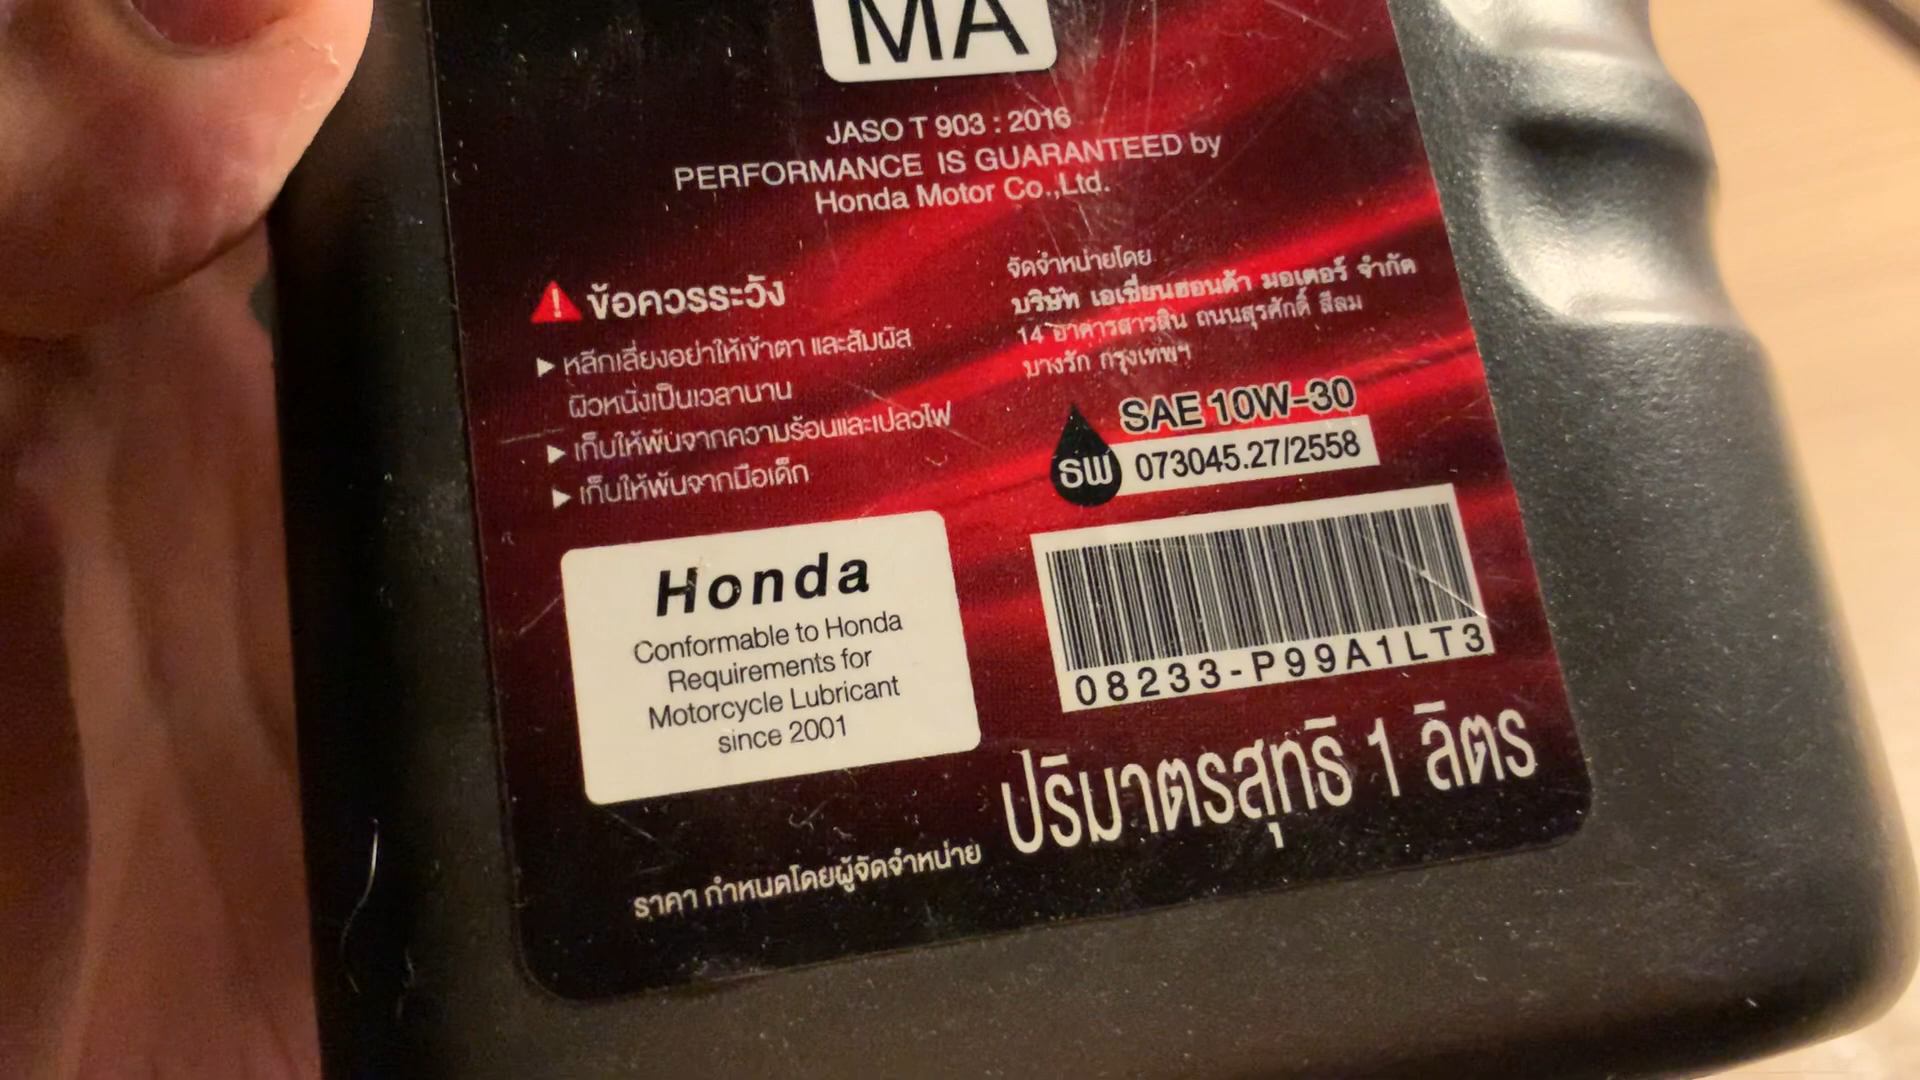 MA
JASO T 903 : 2016
PERFORMANCE IS GUARANTEED by
Honda Motor Co.,Ltd.
ข้อควรระวัง
▶ หลีกเลี่ยงอย่าให้เข้าตา และสัมผัส
ผิวหนังเป็นเวลานาน
▶ เก็บให้พ้นจากความร้อนและเปลวไฟ
▶ เก็บให้พ้นจากมือเด็ก
จัดจำหน่ายโดย
บริษัท เอเชี่ยนฮอนด้า มอเตอร์ จำกัด
14 อาคารสารสิน ถนนสุรศักดิ์ สีลม
บางรัก กรุงเทพฯ
SAE 10W-30
ธพ 073045.27/2558
08233-P99A1LT3
Honda
Conformable to Honda
Requirements for
Motorcycle Lubricant
since 2001
ปริมาตรสุทธิ 1 ลิตร
ราคา กำหนดโดยผู้จัดจำหน่าย